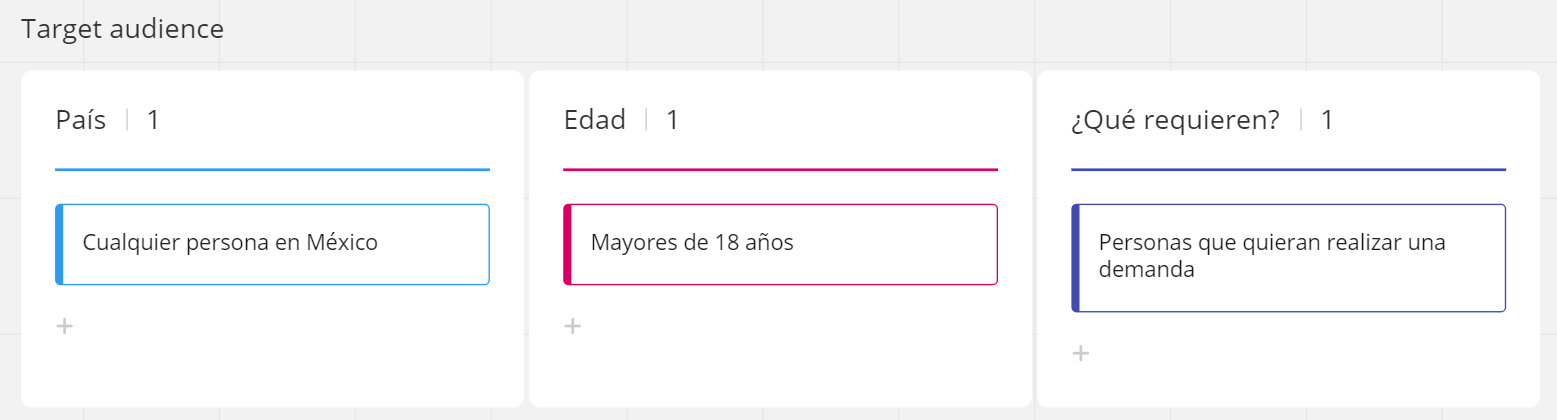 Target audience
País | 1
Edad | 1
¿Qué requieren? | 1
Cualquier persona en México
Mayores de 18 años
Personas que quieran realizar una
demanda
+
+
+